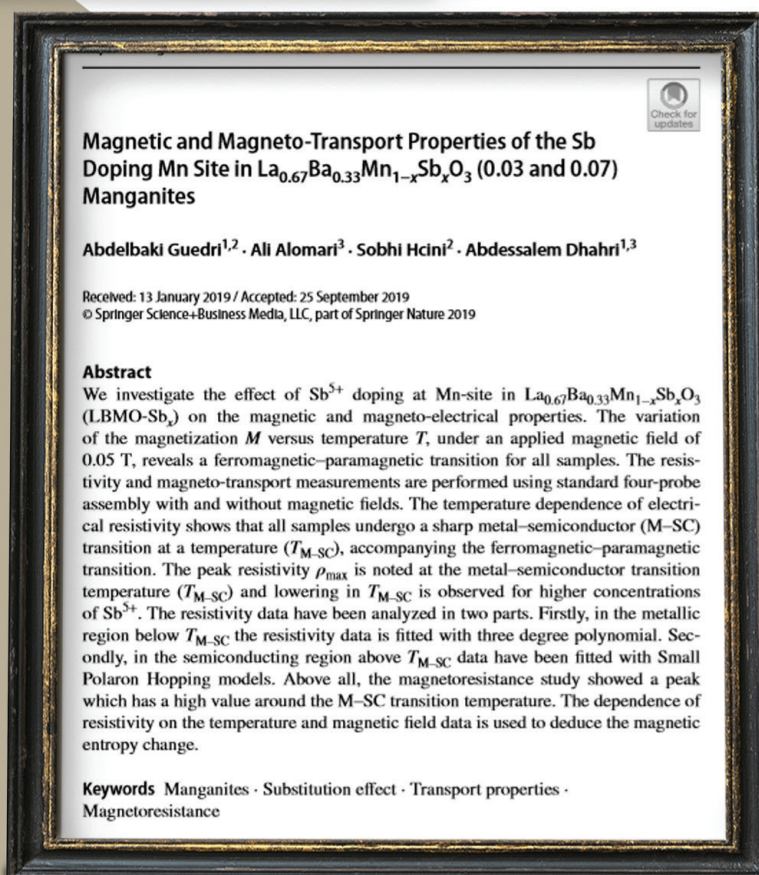 Check for
updates
Magnetic and Magneto-Transport Properties of the Sb
Doping Mn Site in La₀.₆₇Ba₀.₃₃Mn₁₋ₓSbₓO₃ (0.03 and 0.07)
Manganites
Abdelbaki Guedri¹,² · Ali Alomari³ · Sobhi Hcini² · Abdessalem Dhahri¹,³
Received: 13 January 2019 / Accepted: 25 September 2019
© Springer Science+Business Media, LLC, part of Springer Nature 2019
Abstract
We investigate the effect of Sb⁵⁺ doping at Mn-site in La₀.₆₇Ba₀.₃₃Mn₁₋ₓSbₓO₃
(LBMO-Sbₓ) on the magnetic and magneto-electrical properties. The variation
of the magnetization M versus temperature T, under an applied magnetic field of
0.05 T, reveals a ferromagnetic–paramagnetic transition for all samples. The resis-
tivity and magneto-transport measurements are performed using standard four-probe
assembly with and without magnetic fields. The temperature dependence of electri-
cal resistivity shows that all samples undergo a sharp metal–semiconductor (M–SC)
transition at a temperature (T_M–SC), accompanying the ferromagnetic–paramagnetic
transition. The peak resistivity ρ_max is noted at the metal–semiconductor transition
temperature (T_M–SC) and lowering in T_M–SC is observed for higher concentrations
of Sb⁵⁺. The resistivity data have been analyzed in two parts. Firstly, in the metallic
region below T_M–SC the resistivity data is fitted with three degree polynomial. Sec-
ondly, in the semiconducting region above T_M–SC data have been fitted with Small
Polaron Hopping models. Above all, the magnetoresistance study showed a peak
which has a high value around the M–SC transition temperature. The dependence of
resistivity on the temperature and magnetic field data is used to deduce the magnetic
entropy change.
Keywords Manganites · Substitution effect · Transport properties ·
Magnetoresistance